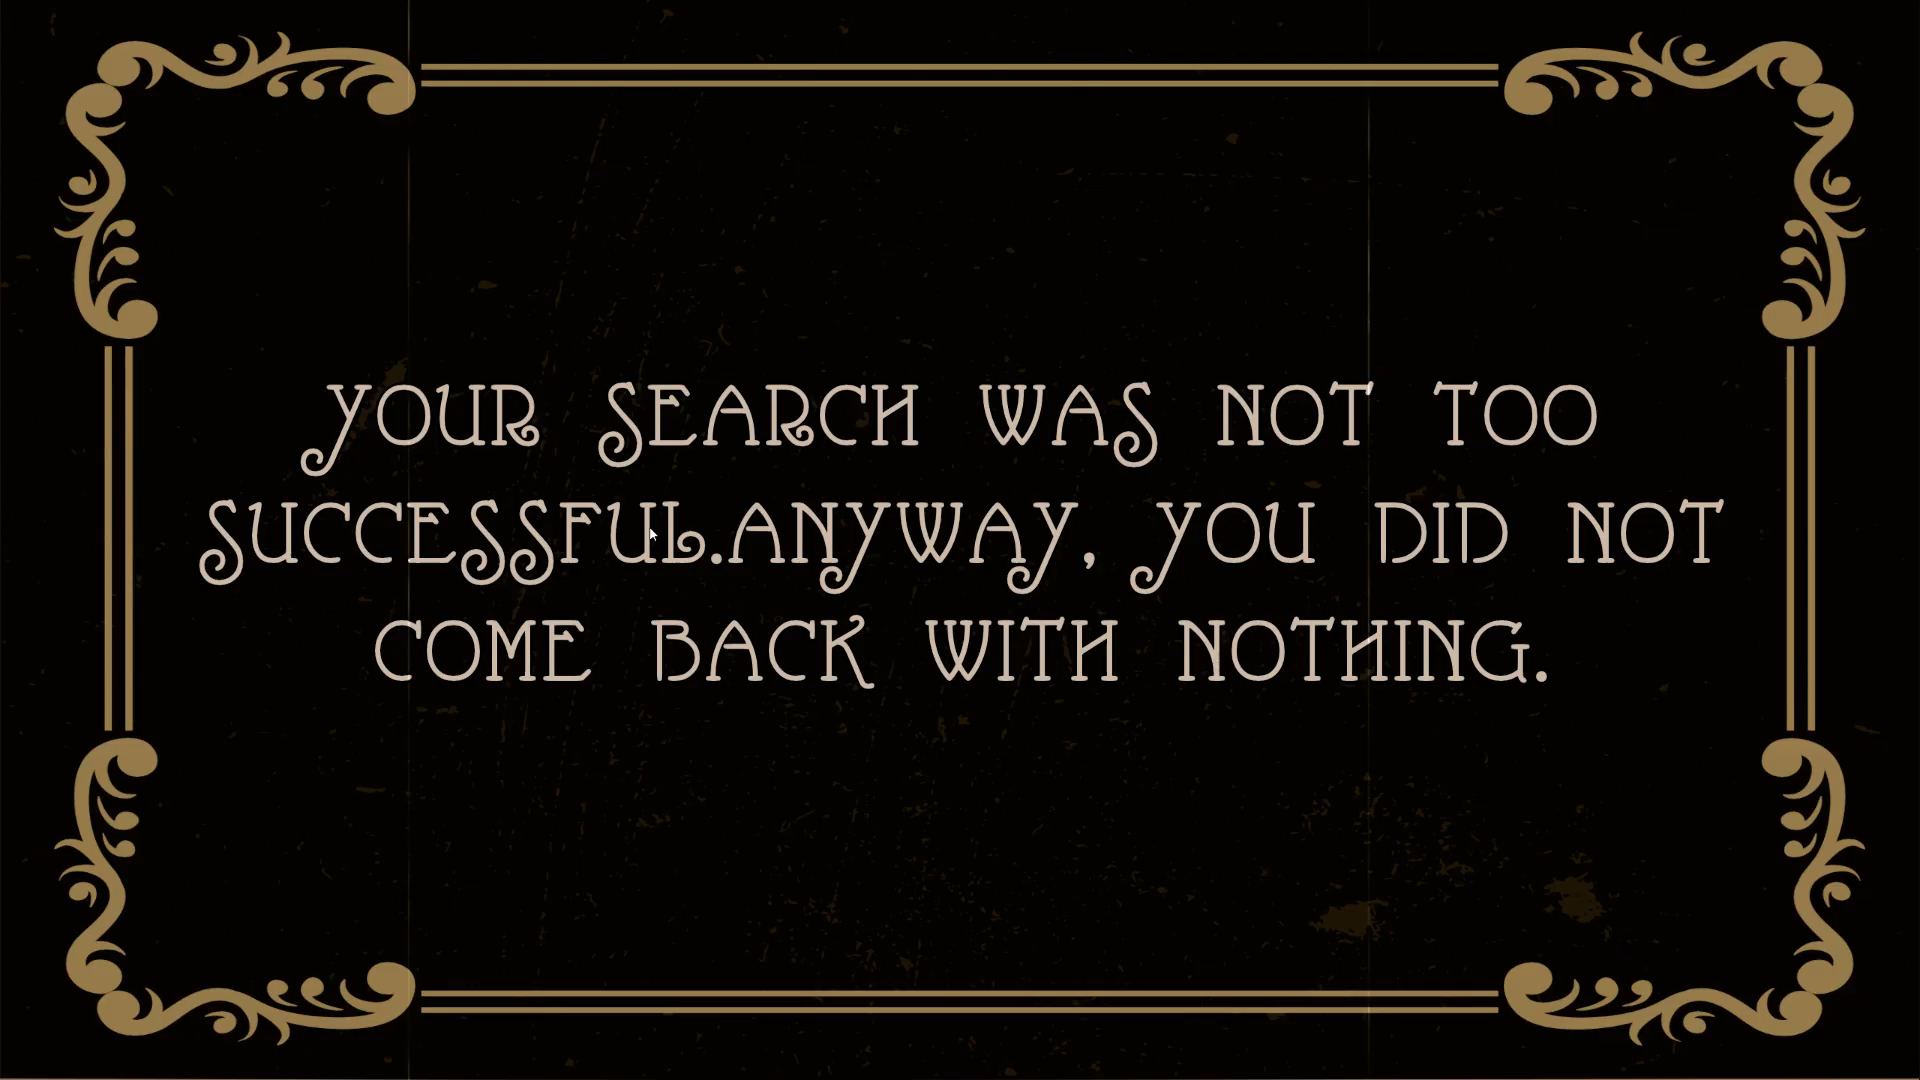 YOUR SEARCH WAS NOT TOO
SUCCESSFUL.ANYWAY, YOU DID NOT
COME BACK WITH NOTHING.